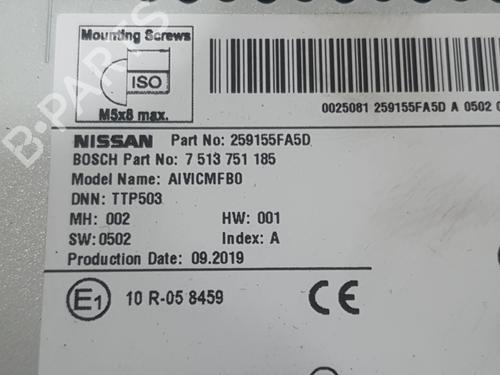 Mounting Screws
ISO
M5x8 max.
0025081 259155FA5D A 0502
NISSAN Part No: 259155FA5D
BOSCH Part No: 7 513 751 185
Model Name: AIVICMFB0
DNN: TTP503
MH: 002 HW: 001
SW:0502 Index: A
Production Date: 09.2019
E1 10 R-05 8459 CE
B-PARTS